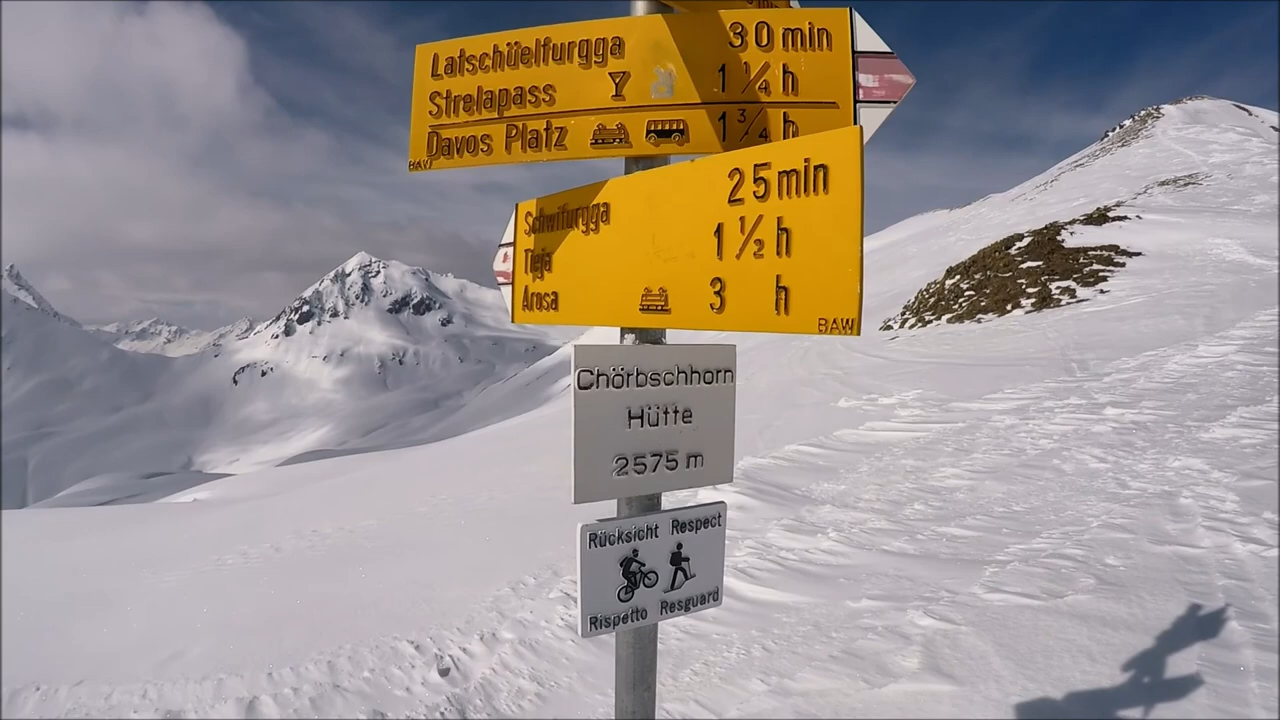 Latschüelfurgga 30 min
Strelapass 1 1/4 h
Davos Platz 1 3/4 h
BAW
Schwifurgga 25 min
Tieja 1 1/2 h
Arosa 3 h
BAW
Chörbschhorn
Hütte
2575 m
Rücksicht Respect
Rispetto Resguard